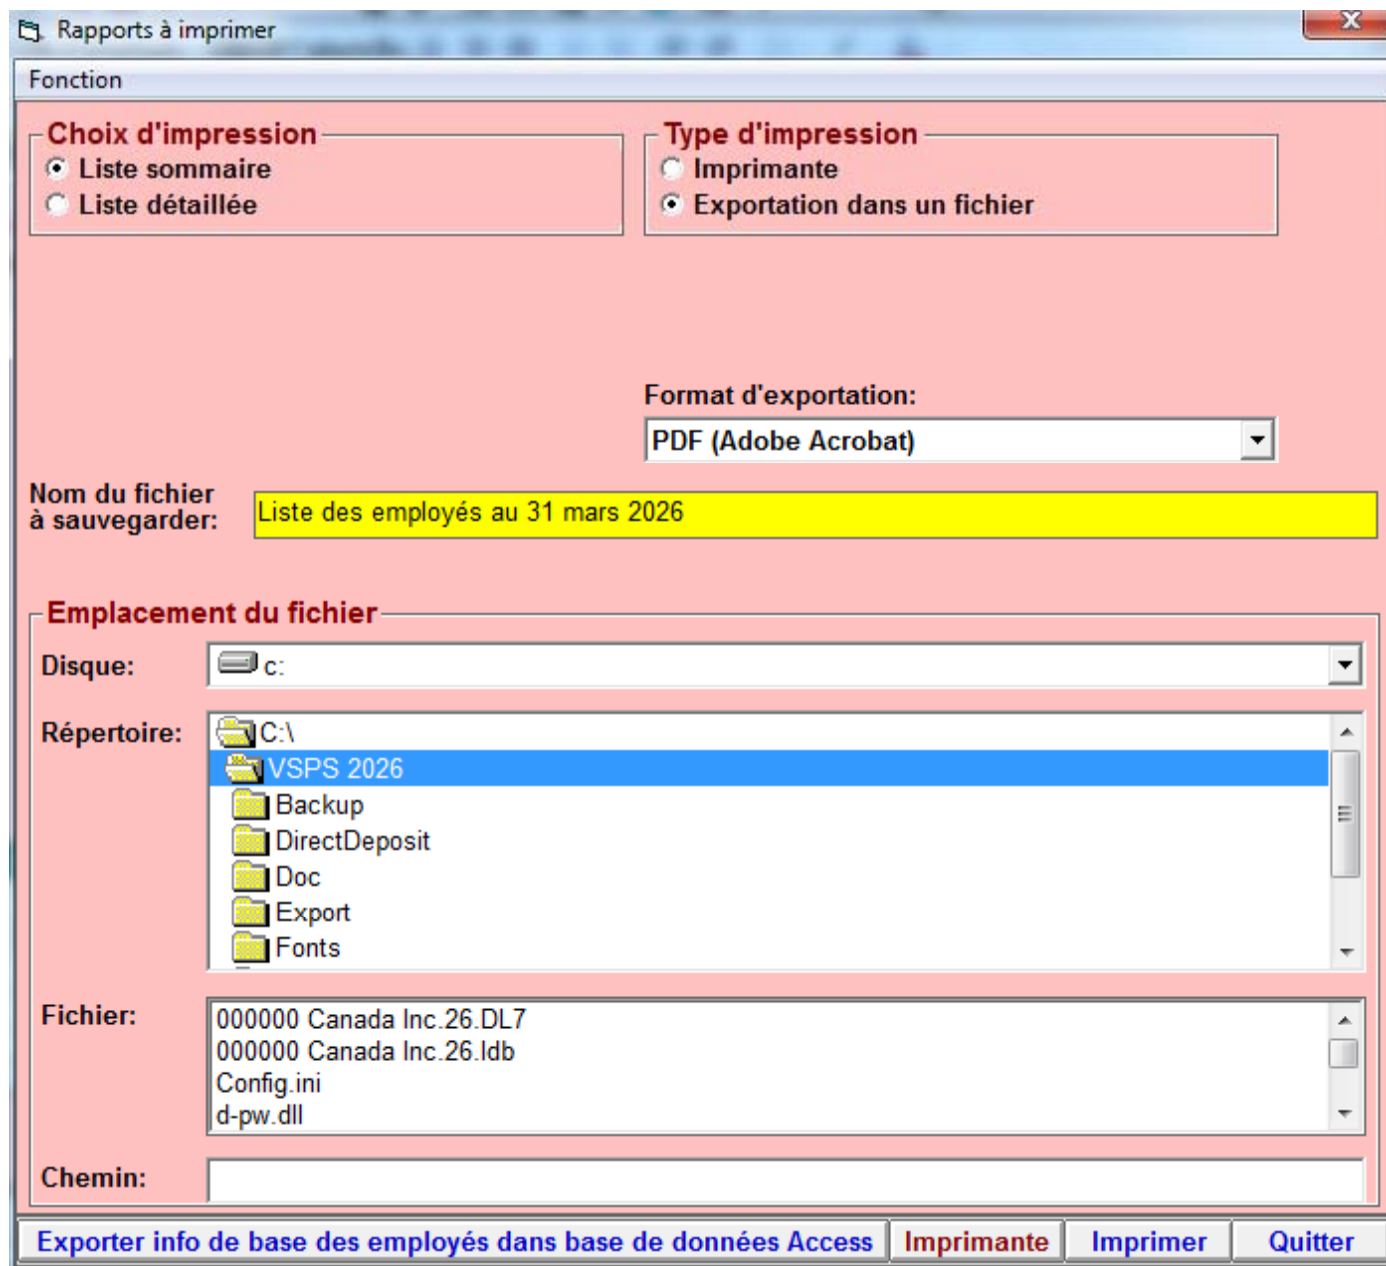 Rapports à imprimer
Fonction
Choix d'impression
Liste sommaire
Liste détaillée
Type d'impression
Imprimante
Exportation dans un fichier
Format d'exportation:
PDF (Adobe Acrobat)
Nom du fichier
à sauvegarder:
Liste des employés au 31 mars 2026
Emplacement du fichier
Disque:
c:
Répertoire:
C:\
VSPS 2026
Backup
DirectDeposit
Doc
Export
Fonts
Fichier:
000000 Canada Inc.26.DL7
000000 Canada Inc.26.ldb
Config.ini
d-pw.dll
Chemin:
Exporter info de base des employés dans base de données Access
Imprimante
Imprimer
Quitter